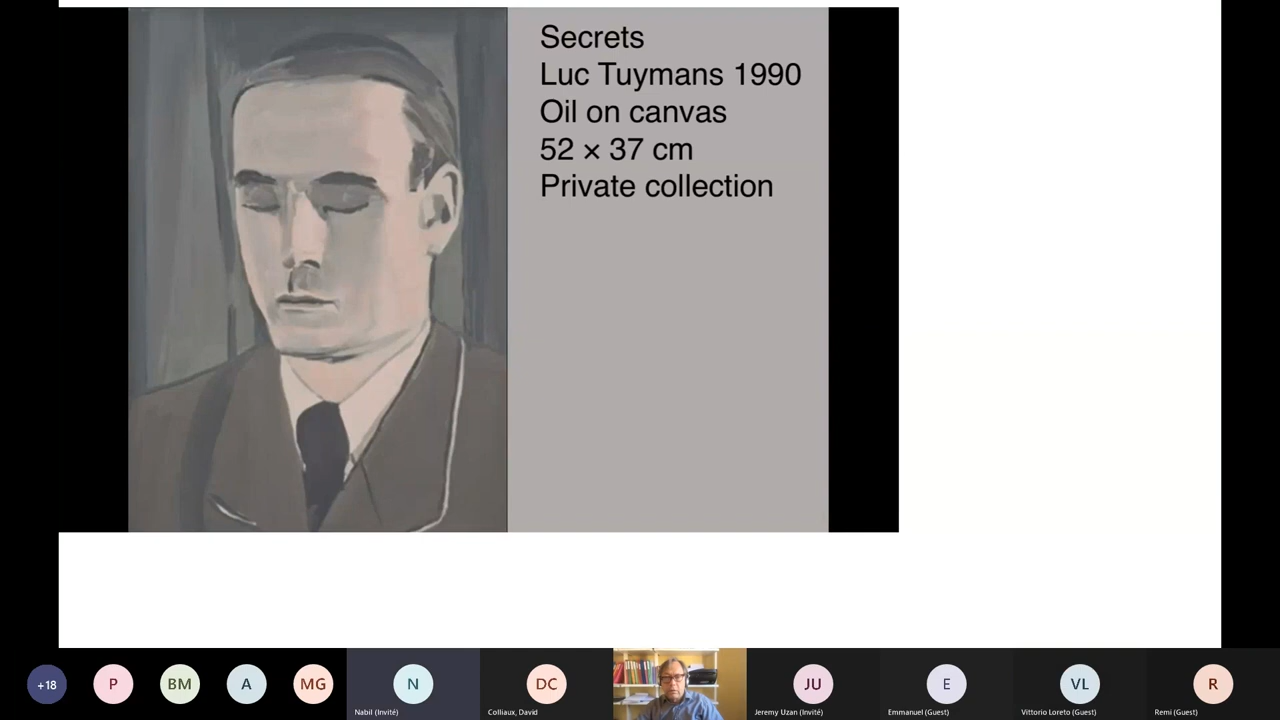 Secrets
Luc Tuymans 1990
Oil on canvas
52 × 37 cm
Private collection
+18
P
BM
A
MG
N
DC
JU
E
VL
R
Nabil (Invité)
Colliaux, David
Jeremy Uzan (Invité)
Emmanuel (Guest)
Vittorio Loreto (Guest)
Remi (Guest)